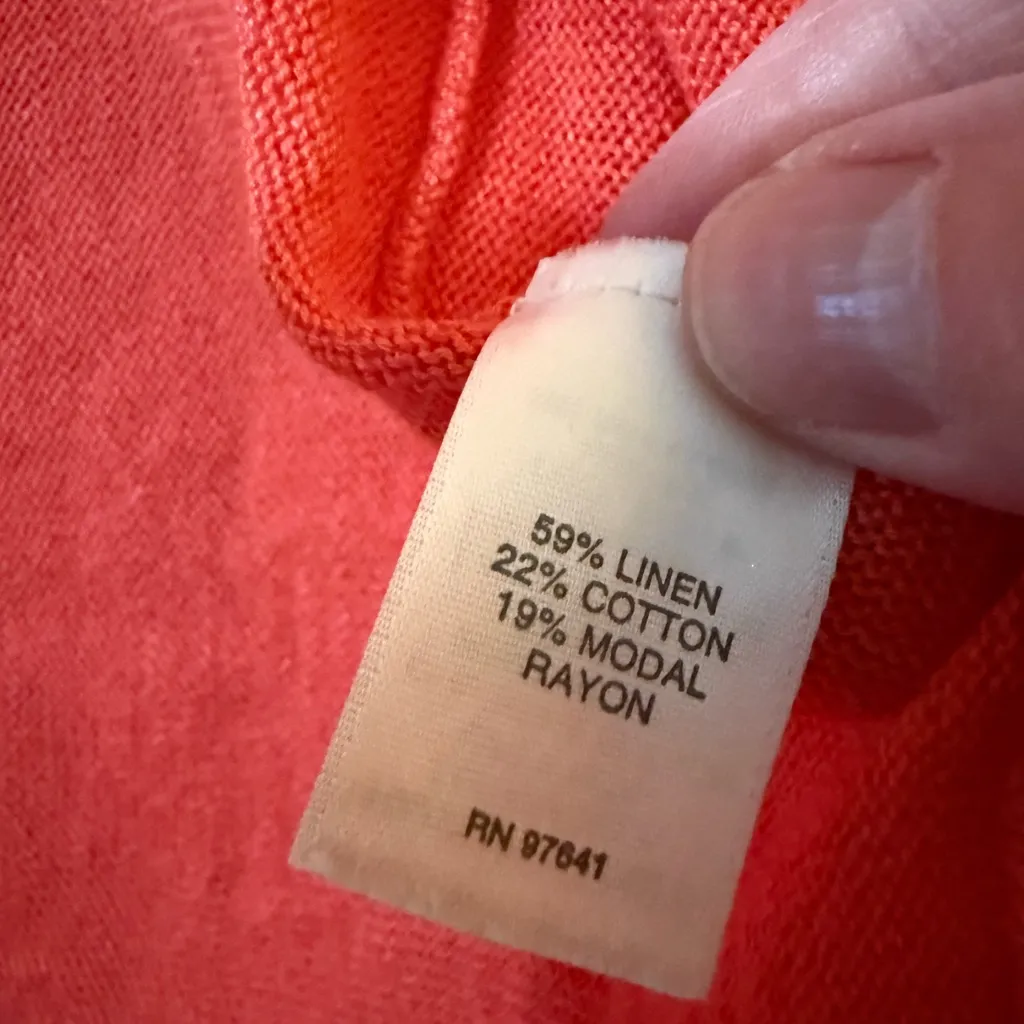 59% LINEN
22% COTTON
19% MODAL
RAYON
RN 97641